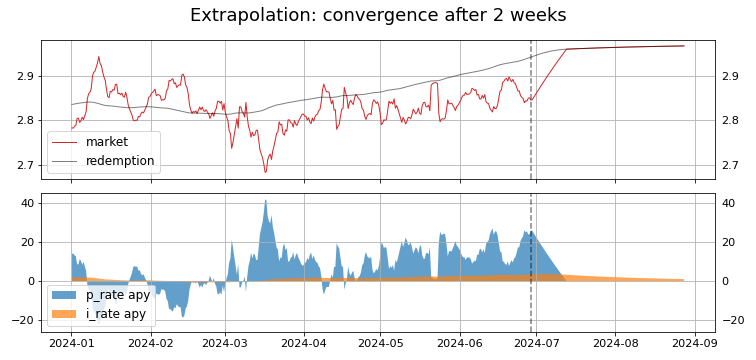 Extrapolation: convergence after 2 weeks
2.9
2.9
2.8
2.8
2.7
2.7
market
redemption
40
40
20
20
0
0
−20
−20
p_rate apy
i_rate apy
2024-01 2024-02 2024-03 2024-04 2024-05 2024-06 2024-07 2024-08 2024-09